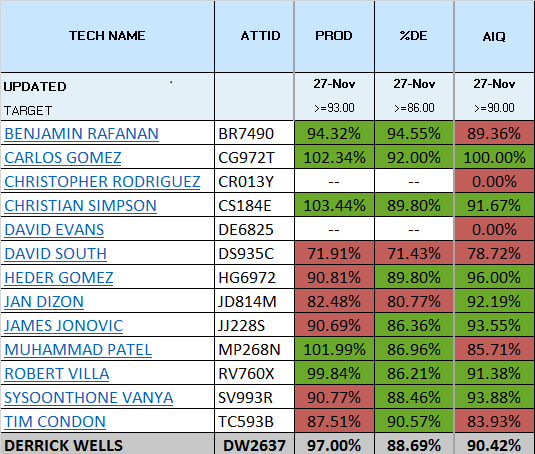 TECH NAME ATTID PROD %DE AIQ
UPDATED 27-Nov 27-Nov 27-Nov
TARGET >=93.00 >=86.00 >=90.00
BENJAMIN RAFANAN BR7490 94.32% 94.55% 89.36%
CARLOS GOMEZ CG972T 102.34% 92.00% 100.00%
CHRISTOPHER RODRIGUEZ CR013Y -- -- 0.00%
CHRISTIAN SIMPSON CS184E 103.44% 89.80% 91.67%
DAVID EVANS DE6825 -- -- 0.00%
DAVID SOUTH DS935C 71.91% 71.43% 78.72%
HEDER GOMEZ HG6972 90.81% 89.80% 96.00%
JAN DIZON JD814M 82.48% 80.77% 92.19%
JAMES JONOVIC JJ228S 90.69% 86.36% 93.55%
MUHAMMAD PATEL MP268N 101.99% 86.96% 85.71%
ROBERT VILLA RV760X 99.84% 86.21% 91.38%
SYSOONTHONE VANYA SV993R 90.77% 88.46% 93.88%
TIM CONDON TC593B 87.51% 90.57% 83.93%
DERRICK WELLS DW2637 97.00% 88.69% 90.42%